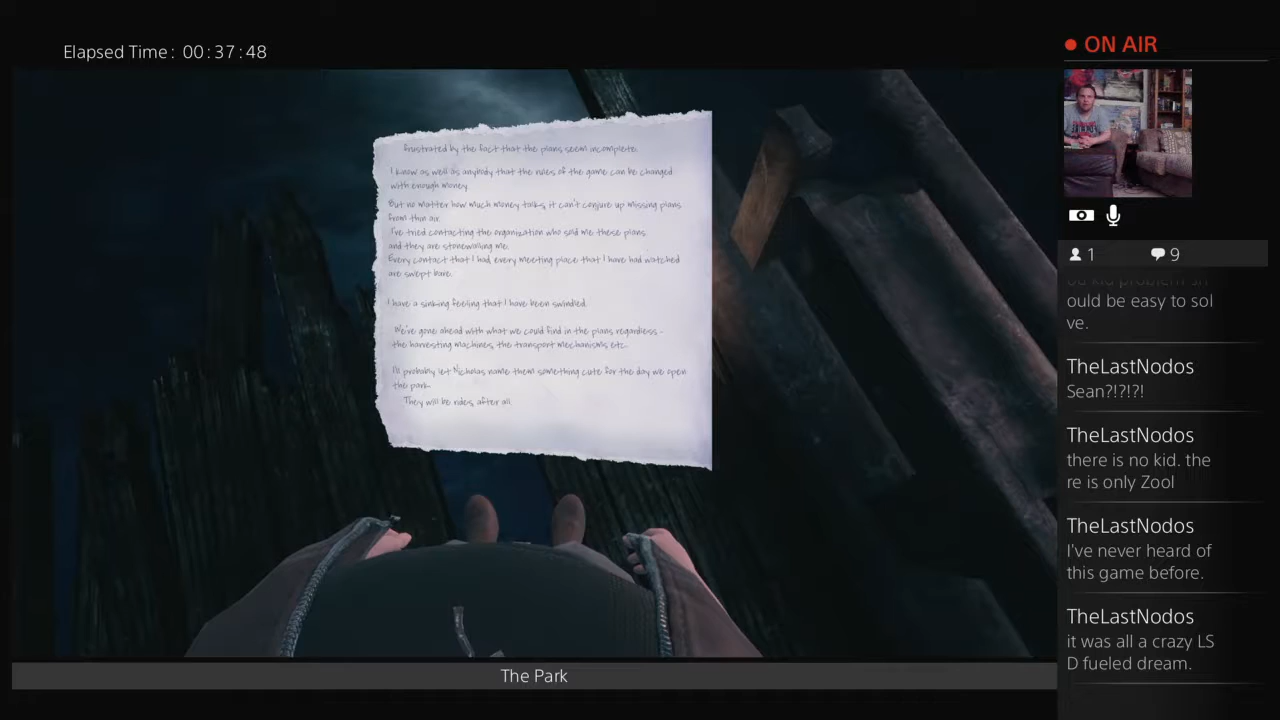 Elapsed Time: 00:37:48
ON AIR
frustrated by the fact that the plans seem incomplete.
I know as well as anybody that the rules of the game can be changed
with enough money.
But no matter how much money talks, it can't conjure up missing plans
from thin air.
I've tried contacting the organization who sold me these plans
and they are stonewalling me.
Every contact that I had, every meeting place that I have had watched
are swept bare.
I have a sinking feeling that I have been swindled.
We've gone ahead with what we could find in the plans regardless -
the harvesting machines, the transport mechanisms etc.
I'll probably let Nicholas name them something cute for the day we open
the park.
They will be rides, after all.
1
9
ould be easy to sol
ve.
TheLastNodos
Sean?!?!?!
TheLastNodos
there is no kid. the
re is only Zool
TheLastNodos
I've never heard of
this game before.
TheLastNodos
it was all a crazy LS
D fueled dream.
The Park